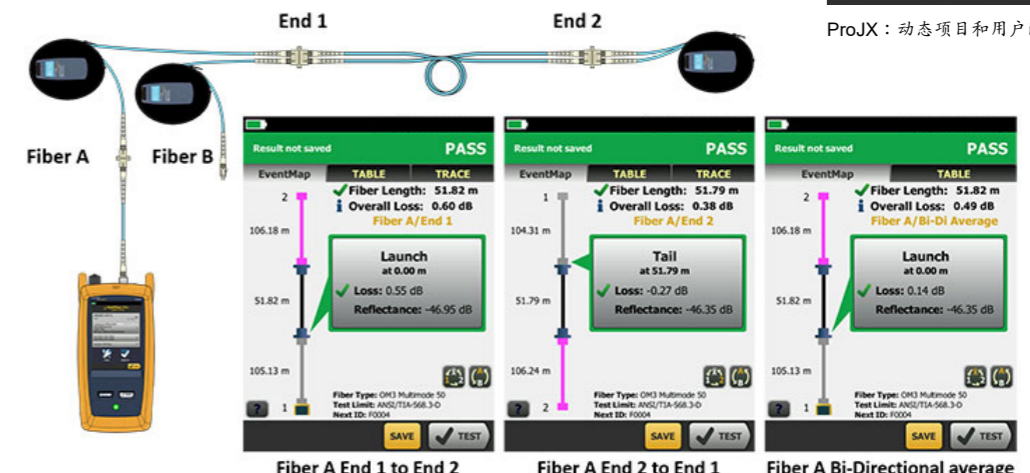 End 1
End 2
ProJX：动态项目和用户
Fiber A
Fiber B
Result not saved
PASS
EventMap
TABLE
TRACE
2
Fiber Length: 51.82 m
i Overall Loss: 0.60 dB
Fiber A/End 1
106.18 m
Launch
at 0.00 m
Loss: 0.55 dB
Reflectance: -46.95 dB
51.82 m
105.13 m
Fiber Type: OM3 Multimode 50
Test Limit: ANSI/TIA-568.3-D
Next ID: F0004
? 1
SAVE
TEST
Fiber A End 1 to End 2
Result not saved
PASS
EventMap
TABLE
TRACE
1
Fiber Length: 51.79 m
i Overall Loss: 0.38 dB
Fiber A/End 2
104.31 m
Tail
at 51.79 m
Loss: -0.27 dB
Reflectance: -46.35 dB
51.79 m
106.24 m
Fiber Type: OM3 Multimode 50
Test Limit: ANSI/TIA-568.3-D
Next ID: F0004
? 2
SAVE
TEST
Fiber A End 2 to End 1
Result not saved
PASS
EventMap
TABLE
2
Fiber Length: 51.82 m
i Overall Loss: 0.49 dB
Fiber A/Bi-Di Average
106.18 m
Launch
at 0.00 m
Loss: 0.14 dB
Reflectance: -46.35 dB
51.82 m
105.13 m
Fiber Type: OM3 Multimode 50
Test Limit: ANSI/TIA-568.3-D
Next ID: F0004
? 1
SAVE
TEST
Fiber A Bi-Directional average